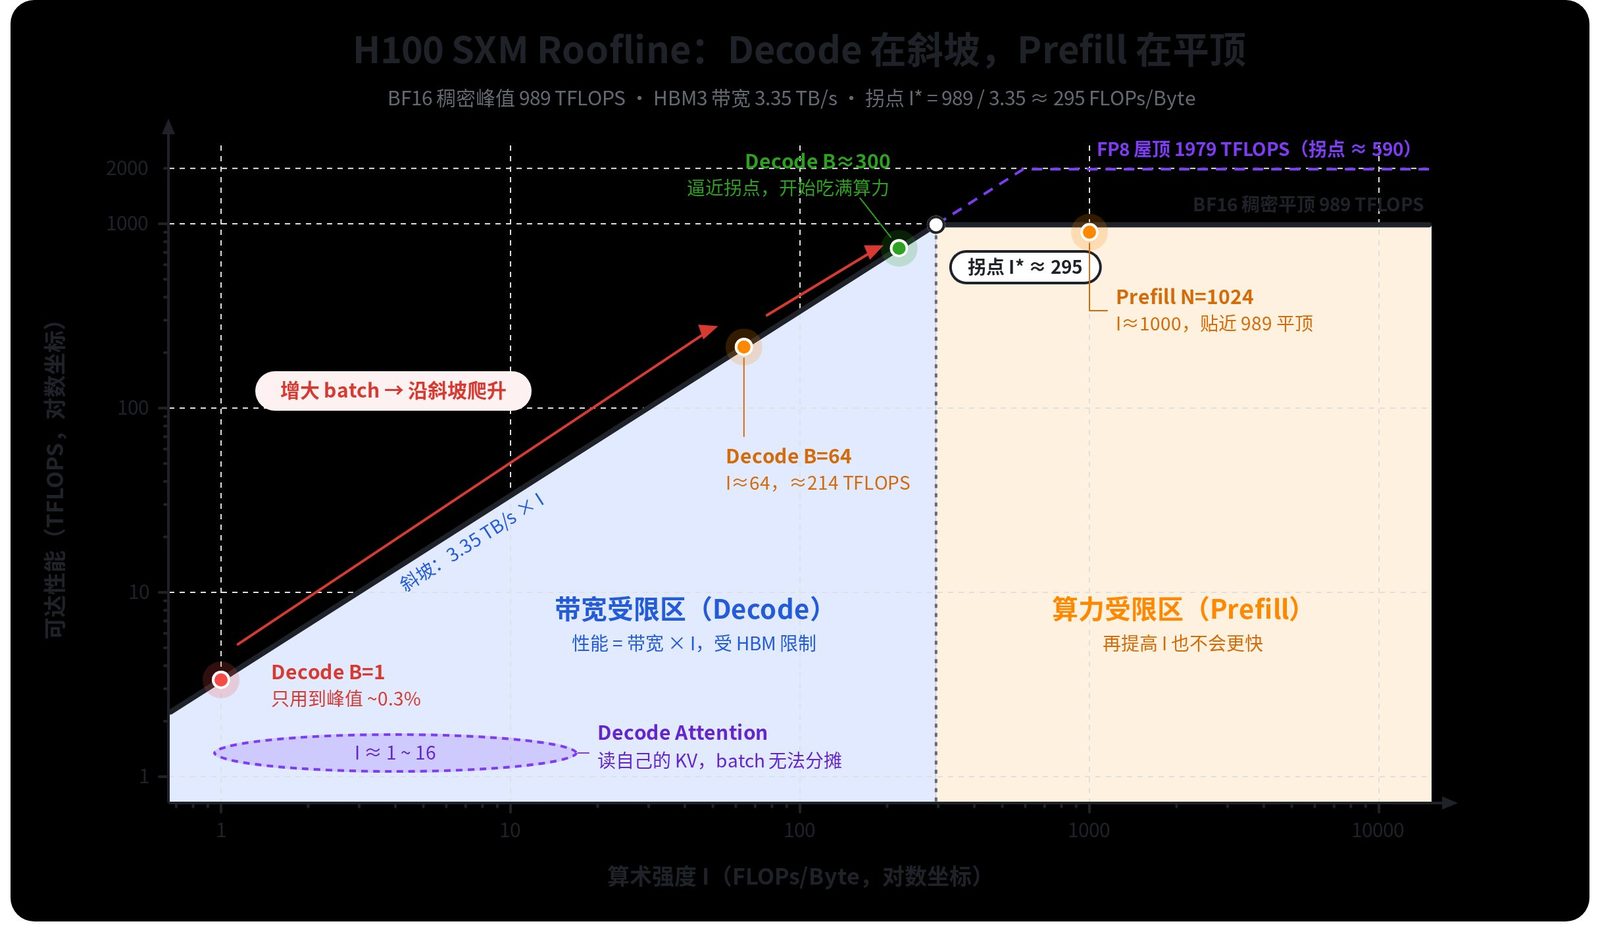 H100 SXM Roofline：Decode 在斜坡，Prefill 在平顶
BF16 稠密峰值 989 TFLOPS · HBM3 带宽 3.35 TB/s · 拐点 I* = 989 / 3.35 ≈ 295 FLOPs/Byte
FP8 屋顶 1979 TFLOPS（拐点 ≈ 590）
Decode B≈300
逼近拐点，开始吃满算力
BF16 稠密平顶 989 TFLOPS
2000
1000
100
10
1
可达性能（TFLOPS，对数坐标）
拐点 I* ≈ 295
Prefill N=1024
I≈1000，贴近 989 平顶
增大 batch → 沿斜坡爬升
Decode B=64
I≈64，≈214 TFLOPS
斜坡：3.35 TB/s × I
带宽受限区（Decode）
性能 = 带宽 × I，受 HBM 限制
算力受限区（Prefill）
再提高 I 也不会更快
Decode B=1
只用到峰值 ~0.3%
I ≈ 1 ~ 16
Decode Attention
读自己的 KV，batch 无法分摊
1
10
100
1000
10000
算术强度 I（FLOPs/Byte，对数坐标）